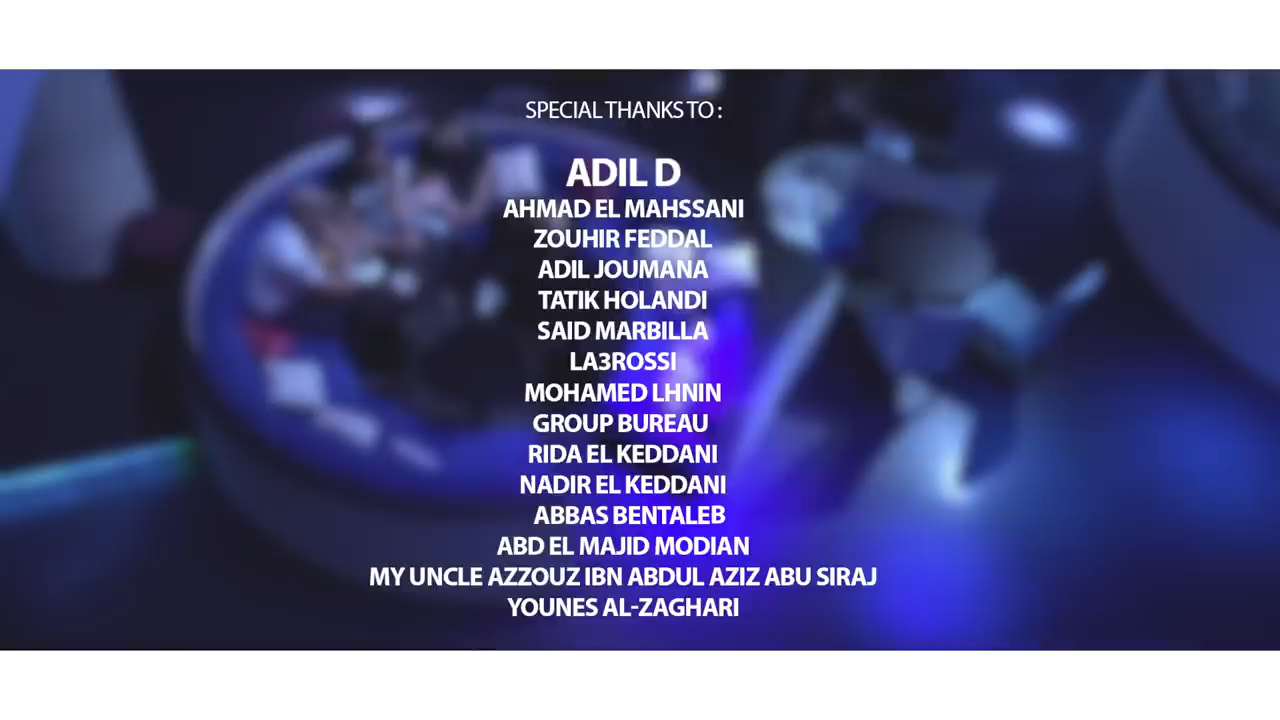 SPECIAL THANKS TO :
ADIL D
AHMAD EL MAHSSANI
ZOUHIR FEDDAL
ADIL JOUMANA
TATIK HOLANDI
SAID MARBILLA
LA3ROSSI
MOHAMED LHNIN
GROUP BUREAU
RIDA EL KEDDANI
NADIR EL KEDDANI
ABBAS BENTALEB
ABD EL MAJID MODIAN
MY UNCLE AZZOUZ IBN ABDUL AZIZ ABU SIRAJ
YOUNES AL-ZAGHARI